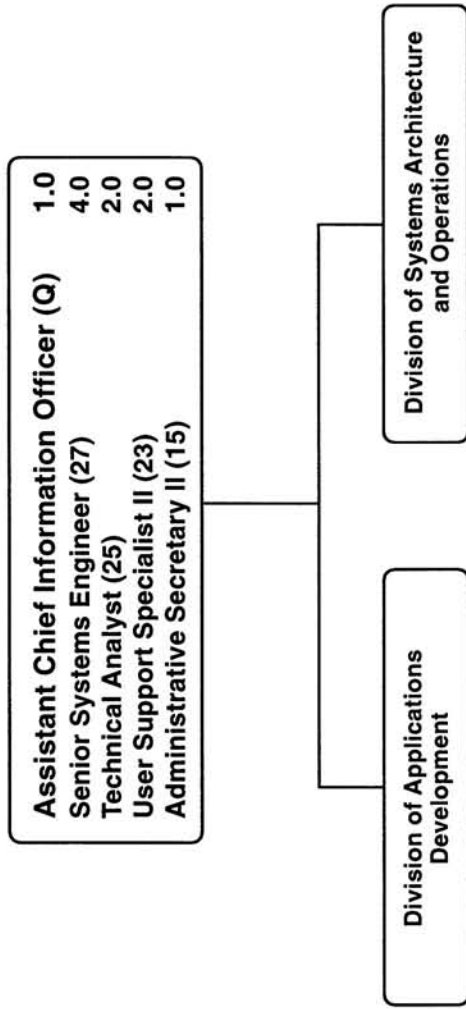 Assistant Chief Information Officer (Q) 1.0
Senior Systems Engineer (27) 4.0
Technical Analyst (25) 2.0
User Support Specialist II (23) 2.0
Administrative Secretary II (15) 1.0
Division of Applications
Development
Division of Systems Architecture
and Operations